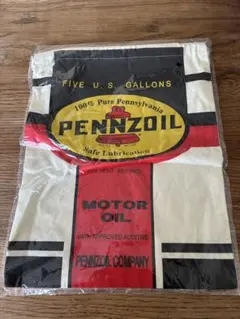 FIVE U.S. GALLONS
100% Pure Pennsylvania
PENNZOIL
Safe Lubrication
MOTOR
OIL
PENNZOIL COMPANY